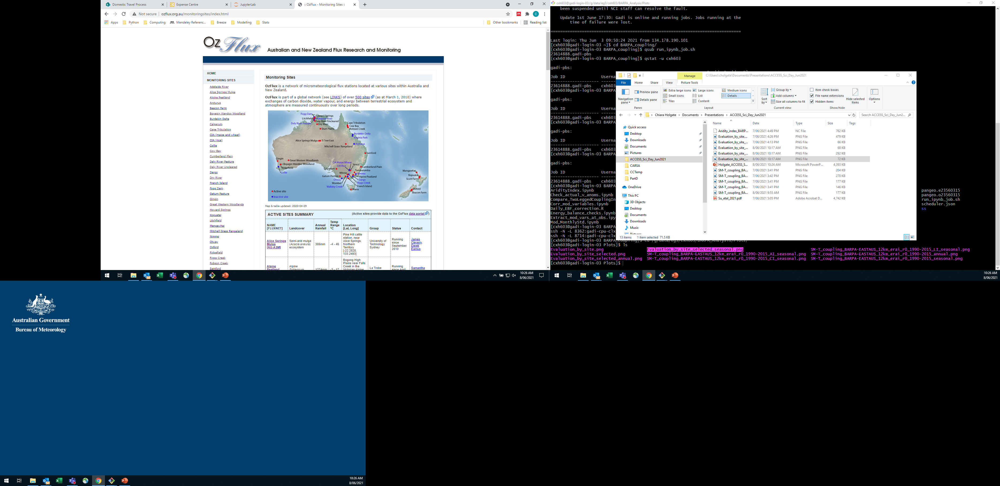 Domestic Travel Process
Expense Centre
JupyterLab
:: OzFlux - Monitoring Sites ::
Not secure | ozflux.org.au/monitoringsites/index.html
Apps
Python
Computing
Mendeley Referenc...
Breeze
Modelling
Stats
Other bookmarks
Reading list
Oz Flux
Australian and New Zealand Flux Research and Monitoring
HOME
MONITORING SITES
Adelaide River
Alice Springs Mulga
Alpine Peatland
Arcturus
Beacon Farm
Boyagin Wandoo Woodland
Burdekin Delta
Calperum
Cape Tribulation
CIA (maize and wheat)
CIA (rice)
Collie
Cow Bay
Cumberland Plain
Daly River Pasture
Daly River Uncleared
Dargo
Dry River
French Island
Fogg Dam
Gatum Pasture
Gingin
Great Western Woodlands
Howard Springs
Kopuatai
Litchfield
Mangawhai
Mitchell Grass Rangeland
Nimmo
Otway
Oxford
Ridgefield
Riggs Creek
Robson Creek
Samford
Monitoring Sites
OzFlux is a network of micrometeorological flux stations located at various sites within Australia and
New Zealand.
OzFlux is part of a global network (see LINKS) of over 500 sites (as at March 1, 2010) where
exchanges of carbon dioxide, water vapour, and energy between terrestrial ecosystem and
atmosphere are measured continuously over long periods.
Fogg Dam
Howard Springs
Litchfield
Adelaide River
Daly River Uncleared
Daly River Pasture
Dry River
Sturt Plains
Cape Tribulation
Cow Bay
Robson Creek
Burdekin Delta
Virginia Park
Alice Springs Mulga
Ti Tree East
Mitchell Grass Rangeland
Arcturus
Samford
Gingin
Great Western Woodlands
Boyagin Wandoo Woodland
Ridgefield
Collie
CIA Maize/Wheat
CIA Rice
Yanco
Calperum
Cumberland Plain
Tumbarumba
Whroo
Nimmo
Gatum Pasture
Alpine Peatland
Otway
Dargo
Wombat
Riggs Creek
Wallaby Creek
French Island
Warra
Mangawhai
Kopuatai
Scott Farm
Oxford
Beacon Farm
Active site
Inactive site
Map & table updated: 2020-04-29
ACTIVE SITES SUMMARY
(Active sites provide data to the OzFlux data portal)
NAME [FLUXNET]
Landcover
Annual Rainfall
Temp Range °C
Location [Lat, Long]
Group
Status
Contact
Alice Springs Mulga [AU-ASM]
Semi-arid mulga (Acacia aneura) ecosystem
306mm
-4 - 46
Pine Hill cattle station, near Alice Springs, Northern Territory [-22.2828, 133.2493]
University of Technology Sydney
Running since September 2010
James Cleverly, Derek Eamus
Alpine Peatland
Alpine Sphagnum
1274mm
-3 - 17
Bogong High Plains near Falls Creek in the Victorian Alpine
La Trobe
Running since April
Samantha
10:26 AM
8/06/2021
cxh603@gadi-login-03:/g/data/eg3/cxh603/BARPA_Analysis/Plots
been suspended until NCI staff can resolve the fault.
Update 1st June 17:30: Gadi is online and running jobs. Jobs running at the
time of failure were lost.
===============================================================================
Last login: Thu Jun  3 09:50:24 2021 from 134.178.190.101
[cxh603@gadi-login-03 ~]$ cd BARPA_coupling/
[cxh603@gadi-login-03 BARPA_coupling]$ qsub run_ipynb_job.sh
23614888.gadi-pbs
[cxh603@gadi-login-03 BARPA_coupling]$ qstat -u cxh603
gadi-pbs:
Job ID Userna
23614888.gadi-pbs cxh603
[cxh603@gadi-login-03 BARPA
gadi-pbs:
Job ID Userna
23614888.gadi-pbs cxh603
[cxh603@gadi-login-03 BARPA
gadi-pbs:
Job ID Userna
23614888.gadi-pbs cxh603
[cxh603@gadi-login-03 BARPA
gadi-pbs:
Job ID Userna
23614888.gadi-pbs cxh603
[cxh603@gadi-login-03 BARPA
AridityIndex.ipynb
Check_actual_v_anoms.ipynb
Compare_TwoLeggedCouplingIn
Corr_mod_variables.ipynb
Daily_EBF_correction.R
Energy_balance_checks.ipynb
Extract_mod_vars_at_obs.ipy
Mod_MonthlyStd.ipynb
pangeo.e23560315
pangeo.o23560315
run_ipynb_job.sh
scheduler.json
ss
[cxh603@gadi-login-03 BARPA
ssh -N -L 8362:gadi-cpu-clx
ssh -N -L 8714:gadi-cpu-clx
[cxh603@gadi-login-03 BARPA_coupling]$ cd /g/data/eg3/cxh603/BARPA_Analysis/Plots/
[cxh603@gadi-login-03 Plots]$ ls
Evaluation_by_site.png Evaluation_by_site_selected_seasonal.png SM-T_coupling_BARPA-EASTAUS_12km_erai_r0_1990-2015_LI_seasonal.png
Evaluation_by_site_selected.png SM-T_coupling_BARPA-EASTAUS_12km_erai_r0_1990-2015_AI_seasonal.png SM-T_coupling_BARPA-EASTAUS_12km_erai_r0_1990-2015_annual.png
Evaluation_by_site_selected_annual.png SM-T_coupling_BARPA-EASTAUS_12km_erai_r0_1990-2015_CI_seasonal.png SM-T_coupling_BARPA-EASTAUS_12km_erai_r0_1990-2015_seasonal.png
[cxh603@gadi-login-03 Plots]$
Manage
C:\Users\cholgate\Documents\Presentations\ACCESS_Sci_Day_Jun2021
File Home Share View Picture Tools
Navigation pane
Preview pane
Details pane
Panes
Extra large icons Large icons Medium icons
Small icons List Details
Tiles Content
Layout
Sort by
Group by
Add columns
Size all columns to fit
Current view
Item check boxes
File name extensions
Hidden items
Hide selected items
Show/hide
Options
Chiara Holgate > Documents > Presentations > ACCESS_Sci_Day_Jun2021
Search ACCESS_Sci_Day_Jun2...
Quick access
Desktop
Downloads
Documents
Pictures
ACCESS_Sci_Day_Jun2021
CARSA
CCTemp
PartD
OneDrive
This PC
3D Objects
Desktop
Documents
Downloads
Music
Pictures
Name Date Type Size Tags
Aridity_index_BARP... 7/06/2021 4:49 PM NC File 762 KB
Evaluation_by_site.... 7/06/2021 4:26 PM PNG File 479 KB
Evaluation_by_site_... 7/06/2021 4:13 PM PNG File 66 KB
Evaluation_by_site_... 8/06/2021 10:17 AM PNG File 68 KB
Evaluation_by_site_... 8/06/2021 10:17 AM PNG File 292 KB
Evaluation_by_site_... 8/06/2021 10:17 AM PNG File 72 KB
Holgate_ACCESS_S... 8/06/2021 10:24 AM Microsoft PowerP... 4,393 KB
SM-T_coupling_BA... 7/06/2021 3:41 PM PNG File 204 KB
SM-T_coupling_BA... 7/06/2021 3:42 PM PNG File 270 KB
SM-T_coupling_BA... 7/06/2021 3:41 PM PNG File 177 KB
SM-T_coupling_BA... 7/06/2021 3:41 PM PNG File 146 KB
SM-T_coupling_BA... 8/06/2021 9:55 AM PNG File 177 KB
Su_etal_2021.pdf 7/06/2021 5:05 PM Adobe Acrobat D... 4,742 KB
13 items 1 item selected 71.5 KB
10:26 AM
8/06/2021
Australian Government
Bureau of Meteorology
10:26 AM
8/06/2021